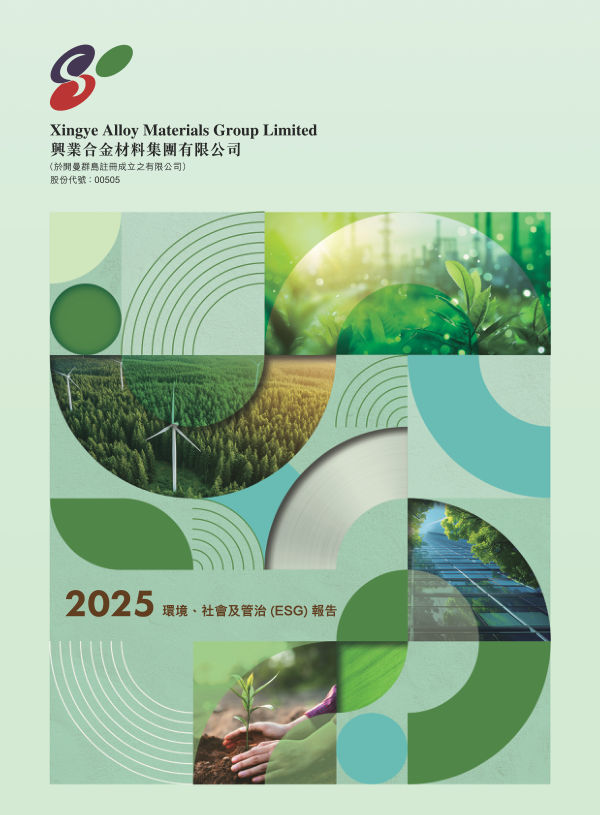 Xingye Alloy Materials Group Limited
興業合金材料集團有限公司
(於開曼群島註冊成立之有限公司)
股份代號：00505
2025 環境、社會及管治 (ESG) 報告